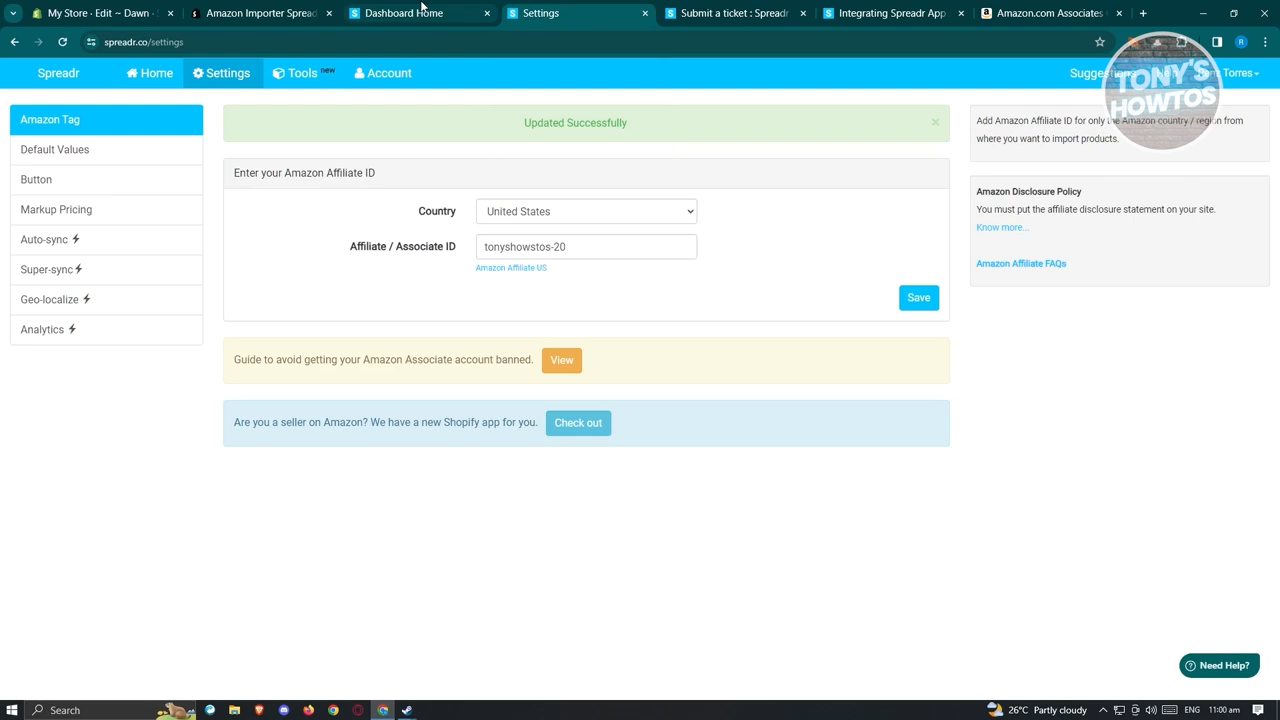 My Store · Edit ~ Dawn
Amazon Importer Spread
Dashboard Home
Settings
Submit a ticket : Spreadr
Integrating Spreadr App
Amazon.com Associates
spreadr.co/settings
R
Spreadr
Home
Settings
Tools new
Account
Suggestions
Torres
TONY'S
HOWTOS
Amazon Tag
Default Values
Button
Markup Pricing
Auto-sync
Super-sync
Geo-localize
Analytics
Updated Successfully
Enter your Amazon Affiliate ID
Country
United States
Affiliate / Associate ID
tonyshowstos-20
Amazon Affiliate US
Save
Guide to avoid getting your Amazon Associate account banned.
View
Are you a seller on Amazon? We have a new Shopify app for you.
Check out
Add Amazon Affiliate ID for only the Amazon country / region from
where you want to import products.
Amazon Disclosure Policy
You must put the affiliate disclosure statement on your site.
Know more...
Amazon Affiliate FAQs
Need Help?
Search
26°C Partly cloudy
ENG
11:00 am